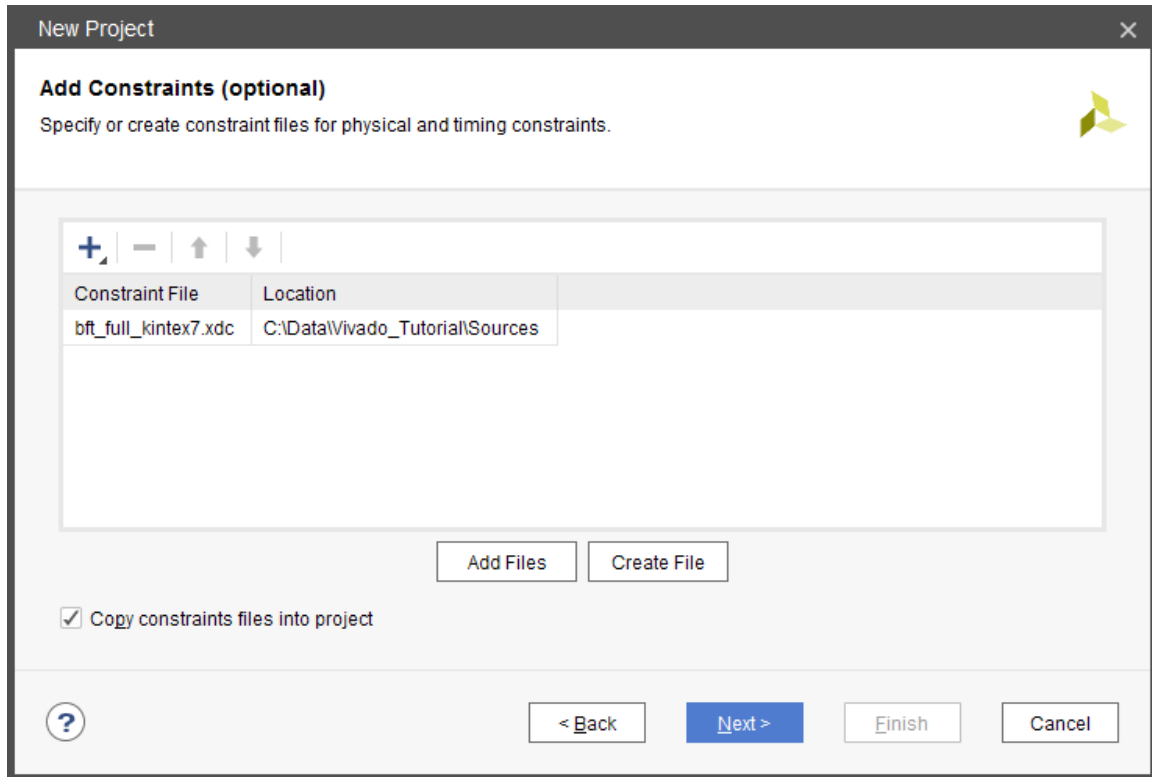 New Project
Add Constraints (optional)
Specify or create constraint files for physical and timing constraints.
Constraint File Location
bft_full_kintex7.xdc C:\Data\Vivado_Tutorial\Sources
Add Files Create File
Copy constraints files into project
? < Back Next > Finish Cancel